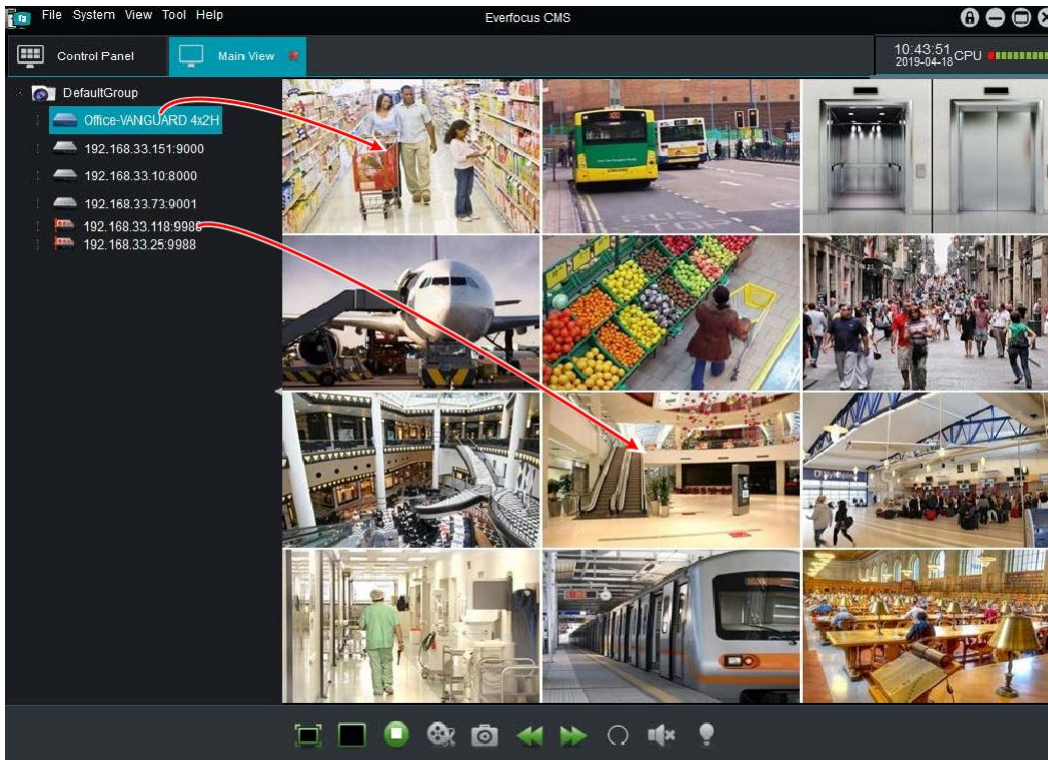 File System View Tool Help
Everfocus CMS
Control Panel
Main View
10:43:51
2019-04-18
CPU
DefaultGroup
Office-VANGUARD 4x2H
192.168.33.151:9000
192.168.33.10:8000
192.168.33.73:9001
192.168.33.118:9988
192.168.33.25:9988